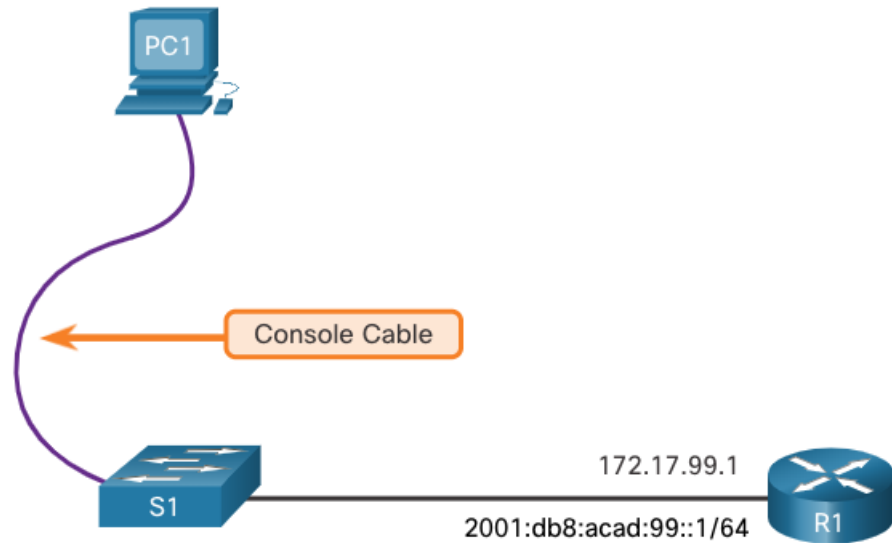 PC1
Console Cable
172.17.99.1
S1
R1
2001:db8:acad:99::1/64